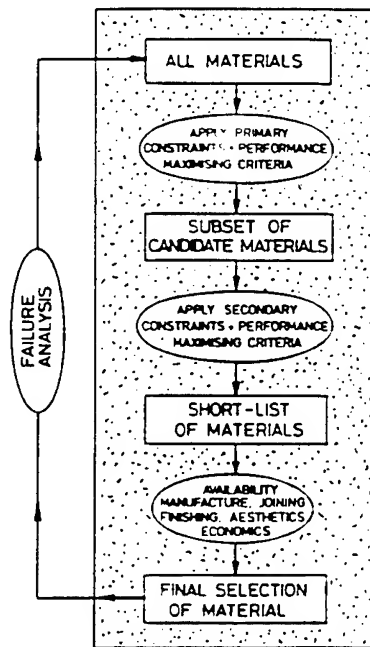 ALL MATERIALS
APPLY PRIMARY
CONSTRAINTS + PERFORMANCE
MAXIMISING CRITERIA
SUBSET OF
CANDIDATE MATERIALS
APPLY SECONDARY
CONSTRAINTS + PERFORMANCE
MAXIMISING CRITERIA
SHORT-LIST
OF MATERIALS
AVAILABILITY
MANUFACTURE, JOINING
FINISHING, AESTHETICS
ECONOMICS
FINAL SELECTION
OF MATERIAL
FAILURE
ANALYSIS